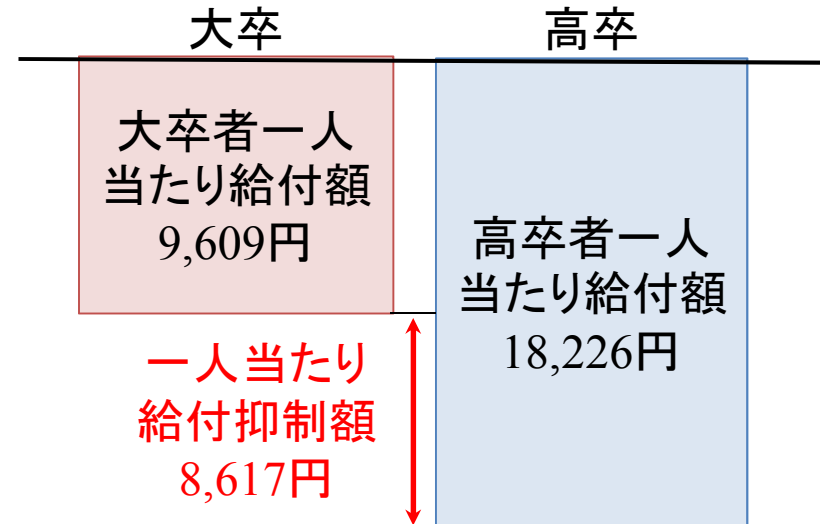 大卒
高卒
大卒者一人
当たり給付額
9,609円
高卒者一人
当たり給付額
18,226円
一人当たり
給付抑制額
8,617円